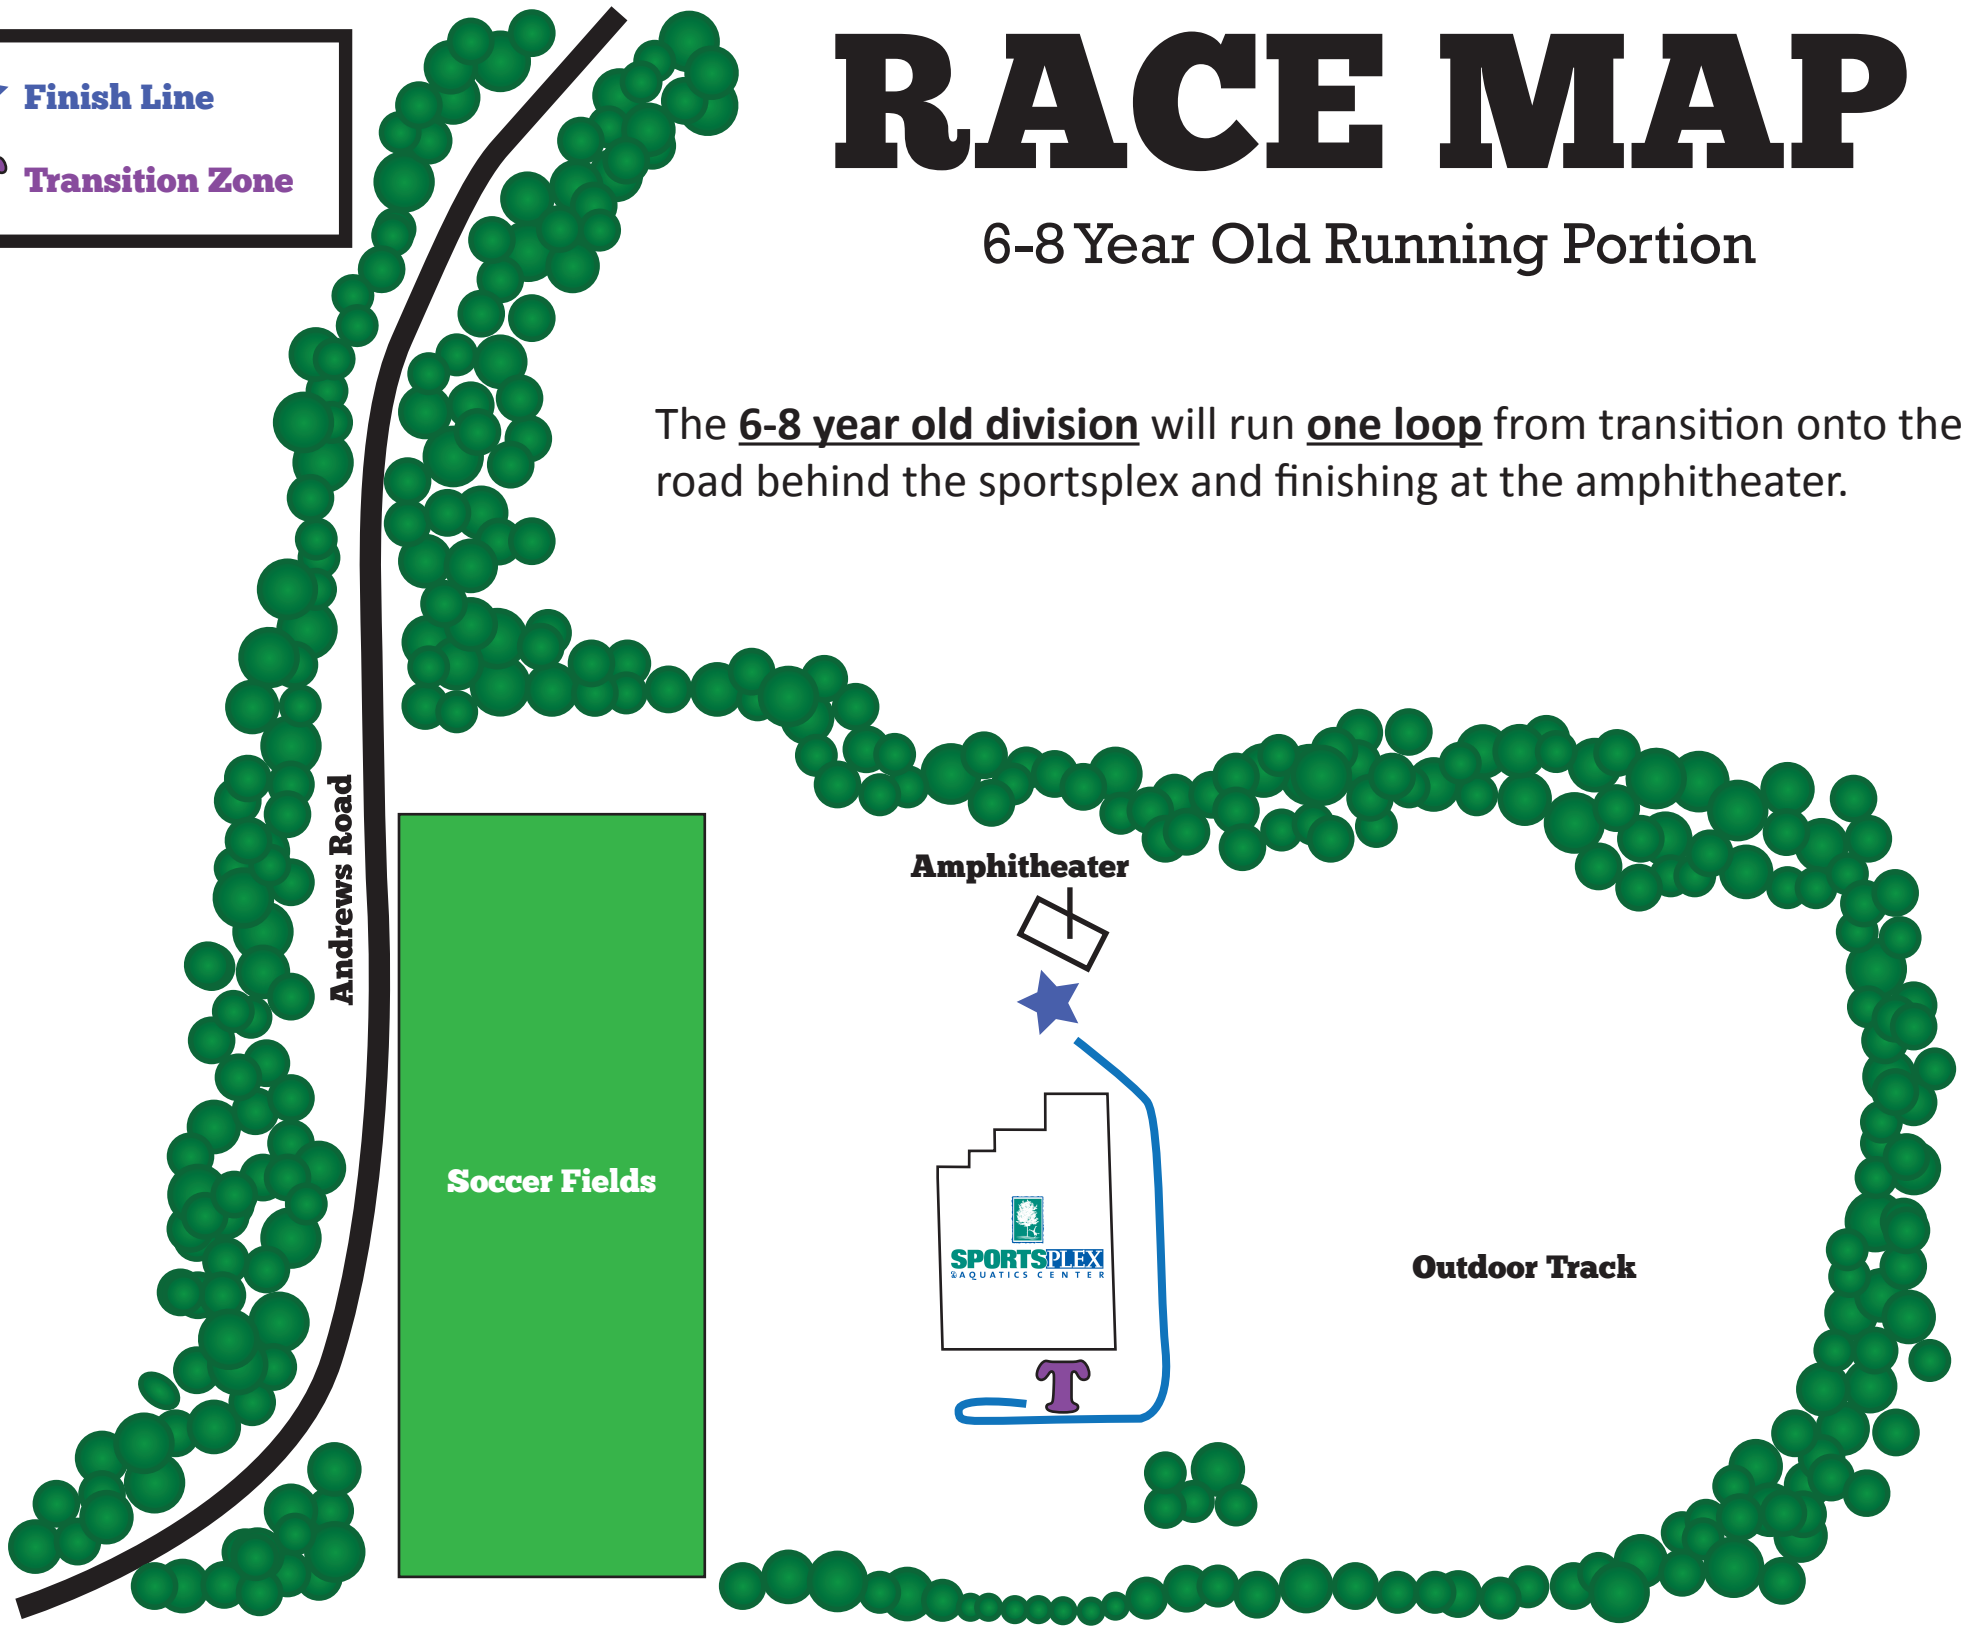 RACE MAP
6-8 Year Old Running Portion
Finish Line
Transition Zone
The 6-8 year old division will run one loop from transition onto the
road behind the sportsplex and finishing at the amphitheater.
Andrews Road
Amphitheater
Soccer Fields
SPORTSPLEX
& AQUATICS CENTER
Outdoor Track
T